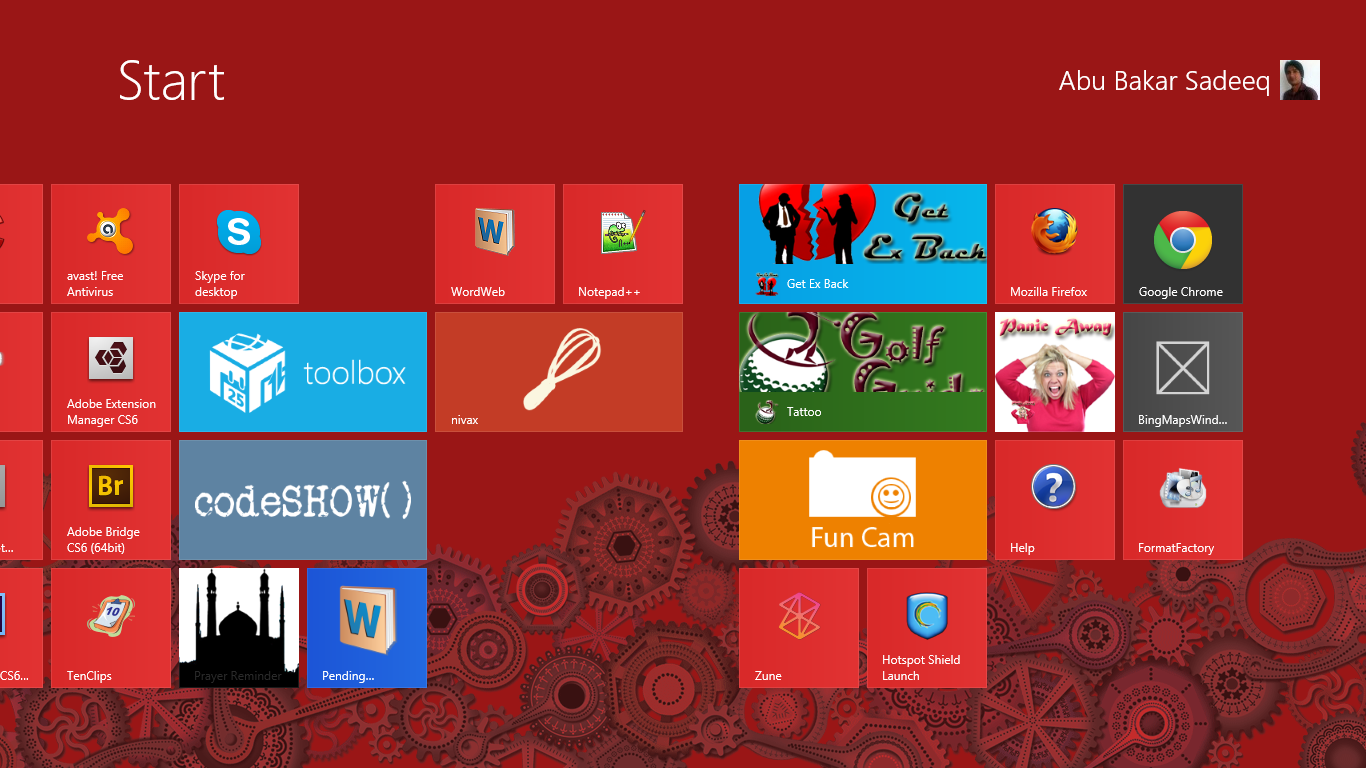 Start
Abu Bakar Sadeeq
avast! Free
Antivirus
Skype for
desktop
WordWeb
Notepad++
Get
Ex Back
Get Ex Back
Mozilla Firefox
Google Chrome
Adobe Extension
Manager CS6
25
toolbox
nivax
Golf
Guide
Tattoo
Panic Away
BingMapsWind...
t...
Br
Adobe Bridge
CS6 (64bit)
codeSHOW()
Fun Cam
Help
FormatFactory
CS6...
10
TenClips
Prayer Reminder
W
Pending...
Zune
Hotspot Shield
Launch